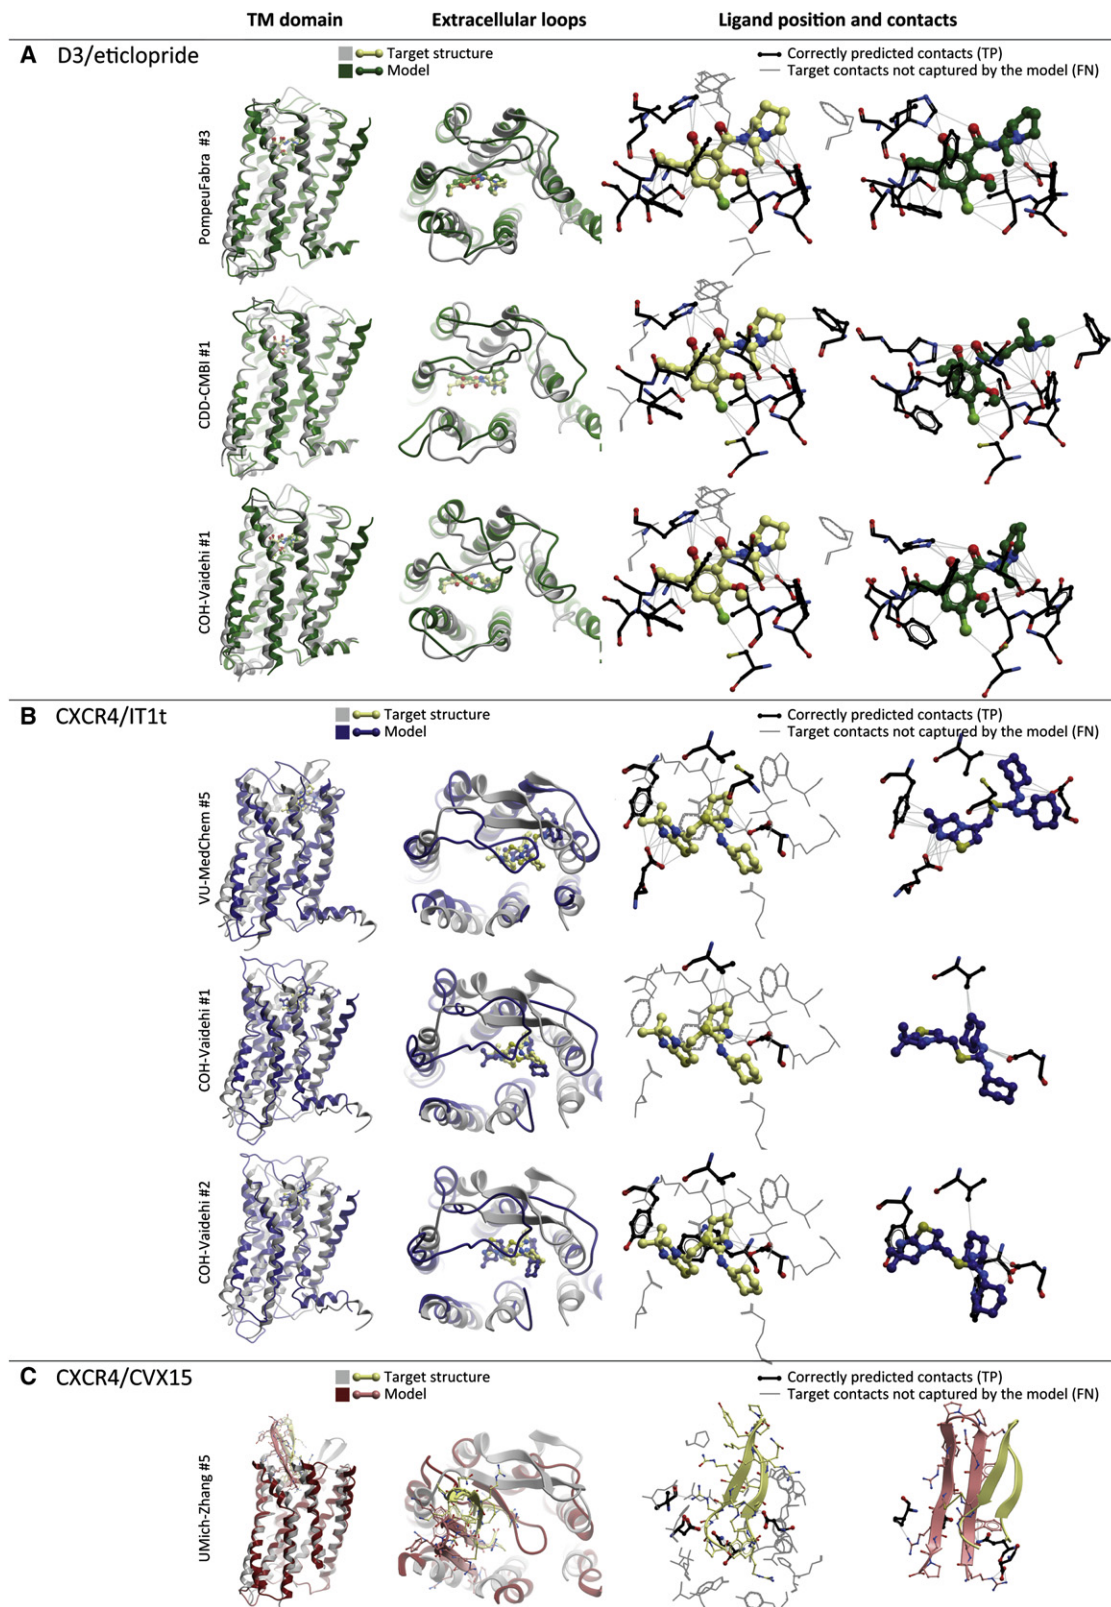 TM domain Extracellular loops Ligand position and contacts
A D3/eticlopride
Target structure
Model
Correctly predicted contacts (TP)
Target contacts not captured by the model (FN)
PompeuFabra #3
CDD-CMBI #1
COH-Vaidehi #1
B CXCR4/IT1t
Target structure
Model
Correctly predicted contacts (TP)
Target contacts not captured by the model (FN)
VU-MedChem #5
COH-Vaidehi #1
COH-Vaidehi #2
C CXCR4/CVX15
Target structure
Model
Correctly predicted contacts (TP)
Target contacts not captured by the model (FN)
UMich-Zhang #5